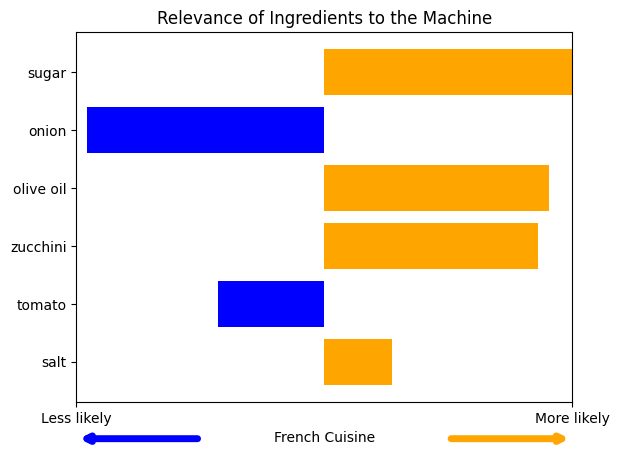 Relevance of Ingredients to the Machine
sugar
onion
olive oil
zucchini
tomato
salt
Less likely
More likely
French Cuisine